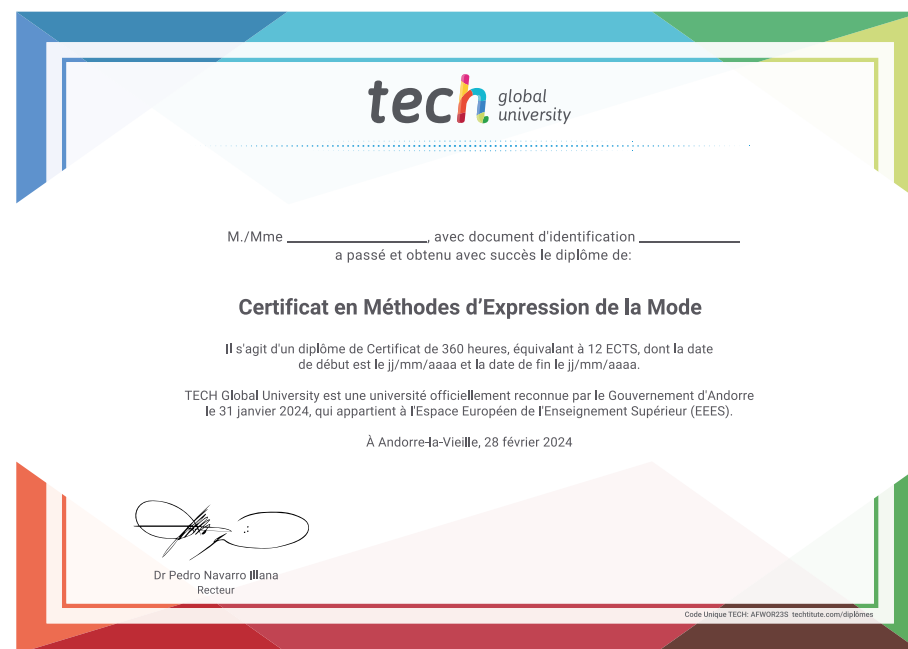 tech global university
M./Mme ____________, avec document d'identification ____________
a passé et obtenu avec succès le diplôme de:
Certificat en Méthodes d'Expression de la Mode
Il s'agit d'un diplôme de Certificat de 360 heures, équivalant à 12 ECTS, dont la date
de début est le jj/mm/aaaa et la date de fin le jj/mm/aaaa.
TECH Global University est une université officiellement reconnue par le Gouvernement d'Andorre
le 31 janvier 2024, qui appartient à l'Espace Européen de l'Enseignement Supérieur (EEES).
À Andorre-la-Vieille, 28 février 2024
Dr Pedro Navarro Illana
Recteur
Code Unique TECH: AFWOR23S techtitute.com/diplômes